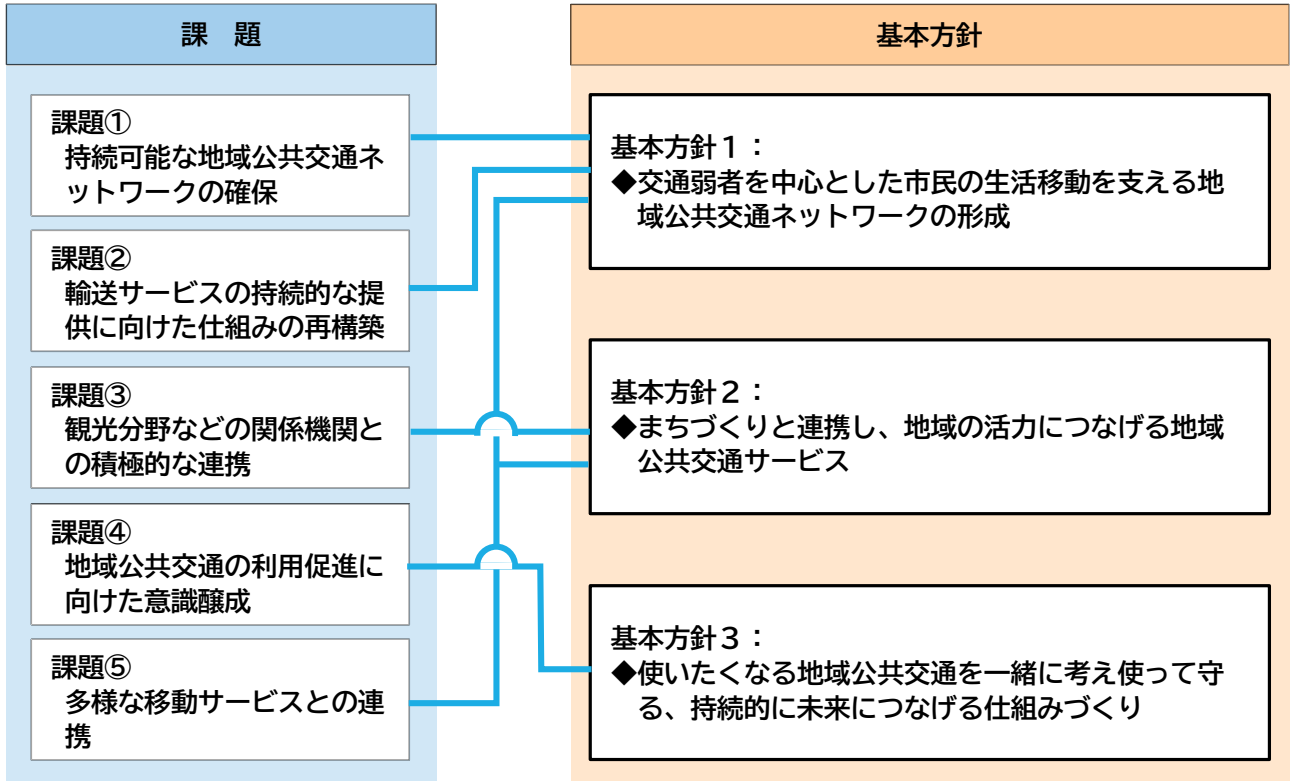 課　題
課題①
持続可能な地域公共交通ネ
ットワークの確保
課題②
輸送サービスの持続的な提
供に向けた仕組みの再構築
課題③
観光分野などの関係機関と
の積極的な連携
課題④
地域公共交通の利用促進に
向けた意識醸成
課題⑤
多様な移動サービスとの連
携
基本方針
基本方針１：
◆交通弱者を中心とした市民の生活移動を支える地
域公共交通ネットワークの形成
基本方針２：
◆まちづくりと連携し、地域の活力につなげる地域
公共交通サービス
基本方針３：
◆使いたくなる地域公共交通を一緒に考え使って守
る、持続的に未来につなげる仕組みづくり